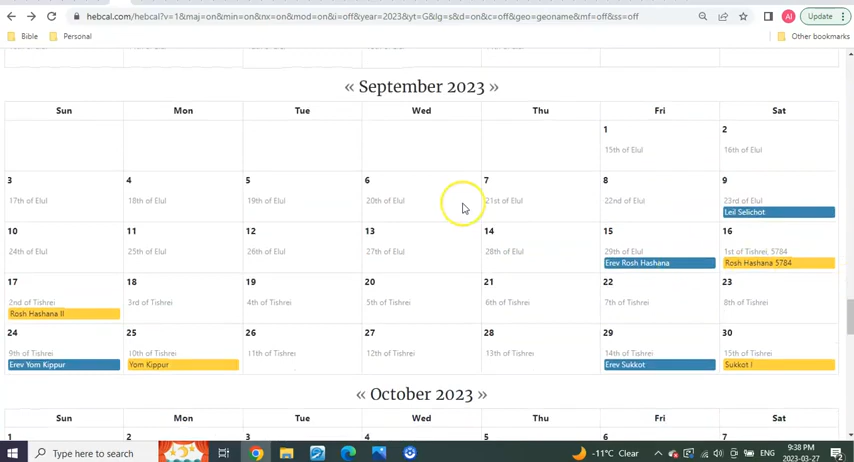 hebcal.com/hebcal?v=1&maj=on&min=on&nx=on&mod=on&i=off&year=2023&yt=G&lg=s&d=on&c=off&geo=geoname&mf=off&ss=off
AI
Update
Bible Personal
Other bookmarks
« September 2023 »
Sun Mon Tue Wed Thu Fri Sat
1 2
15th of Elul 16th of Elul
3 4 5 6 7 8 9
17th of Elul 18th of Elul 19th of Elul 20th of Elul 21st of Elul 22nd of Elul 23rd of Elul
Leil Selichot
10 11 12 13 14 15 16
24th of Elul 25th of Elul 26th of Elul 27th of Elul 28th of Elul 29th of Elul 1st of Tishrei, 5784
Erev Rosh Hashana Rosh Hashana 5784
17 18 19 20 21 22 23
2nd of Tishrei 3rd of Tishrei 4th of Tishrei 5th of Tishrei 6th of Tishrei 7th of Tishrei 8th of Tishrei
Rosh Hashana II
24 25 26 27 28 29 30
9th of Tishrei 10th of Tishrei 11th of Tishrei 12th of Tishrei 13th of Tishrei 14th of Tishrei 15th of Tishrei
Erev Yom Kippur Yom Kippur Erev Sukkot Sukkot I
« October 2023 »
Sun Mon Tue Wed Thu Fri Sat
1 2 3 4 5 6 7
Type here to search
-11°C Clear
ENG
9:38 PM
2023-03-27
2